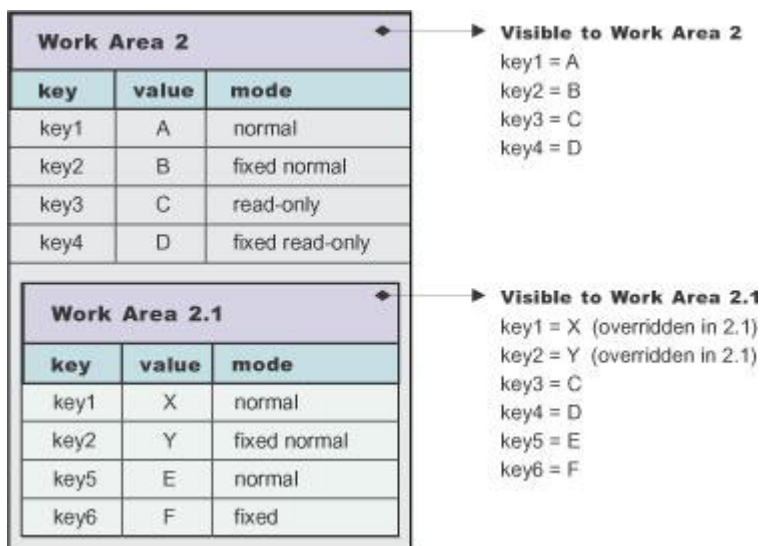 Work Area 2
key value mode
key1 A normal
key2 B fixed normal
key3 C read-only
key4 D fixed read-only
Visible to Work Area 2
key1 = A
key2 = B
key3 = C
key4 = D
Work Area 2.1
key value mode
key1 X normal
key2 Y fixed normal
key5 E normal
key6 F fixed
Visible to Work Area 2.1
key1 = X (overridden in 2.1)
key2 = Y (overridden in 2.1)
key3 = C
key4 = D
key5 = E
key6 = F